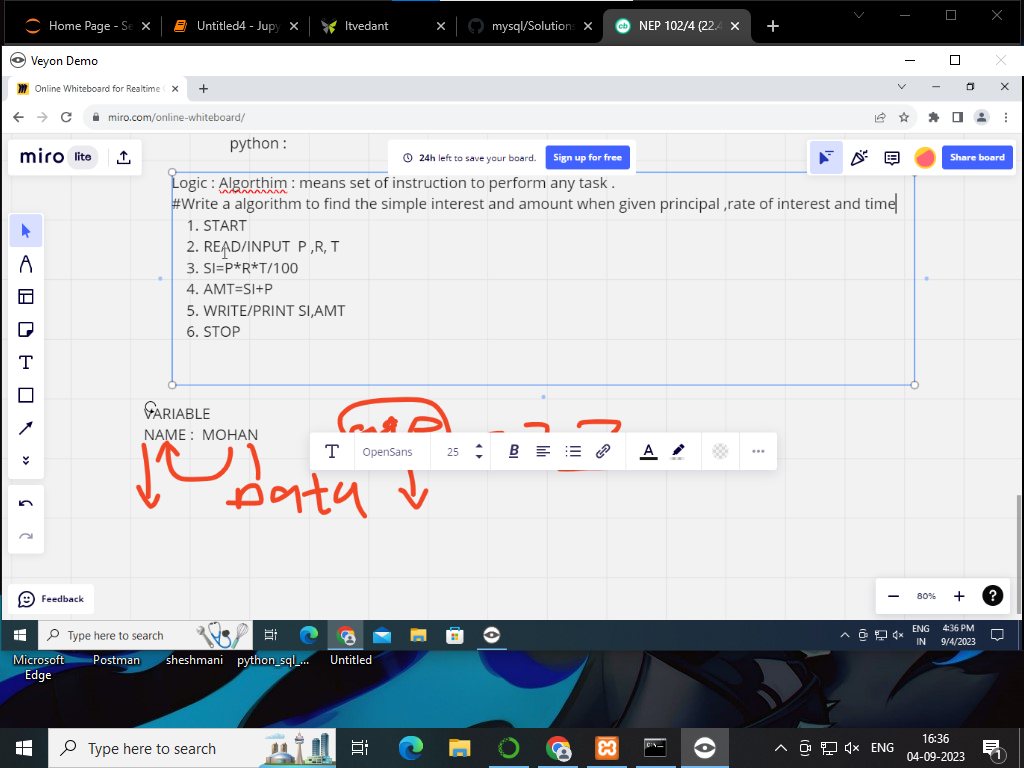 Home Page - Se
Untitled4 - Jupy
ltvedant
mysql/Solutions
NEP 102/4 (22.4
Veyon Demo
Online Whiteboard for Realtime
miro.com/online-whiteboard/
python :
miro lite
24h left to save your board.
Sign up for free
Share board
Logic : Algorthim : means set of instruction to perform any task .
#Write a algorithm to find the simple interest and amount when given principal ,rate of interest and time
1. START
2. READ/INPUT P ,R, T
3. SI=P*R*T/100
4. AMT=SI+P
5. WRITE/PRINT SI,AMT
6. STOP
VARIABLE
NAME : MOHAN
OpenSans
25
B
A
Data
Feedback
80%
?
Type here to search
ENG
IN
4:36 PM
9/4/2023
Microsoft
Edge
Postman
sheshmani
python_sql_...
Untitled
Type here to search
ENG
16:36
04-09-2023
1